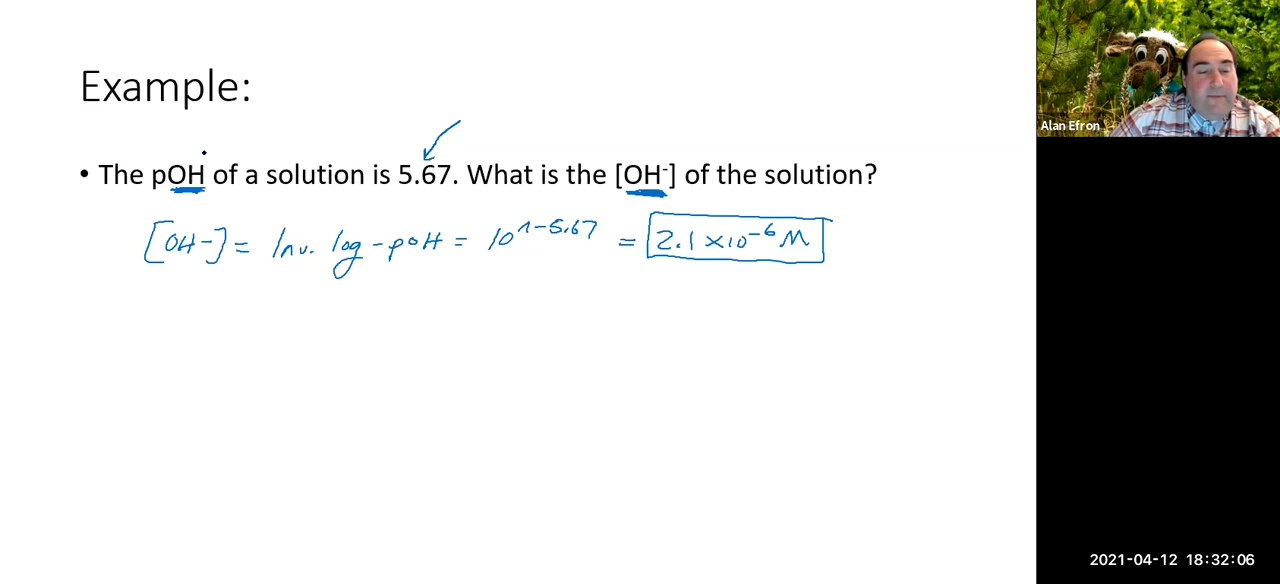 Example:
• The pOH of a solution is 5.67. What is the [OH-] of the solution?
[OH-] = Inv. log -pOH = 10^-5.67 = 2.1 x10-6 M
Alan Efron
2021-04-12 18:32:06